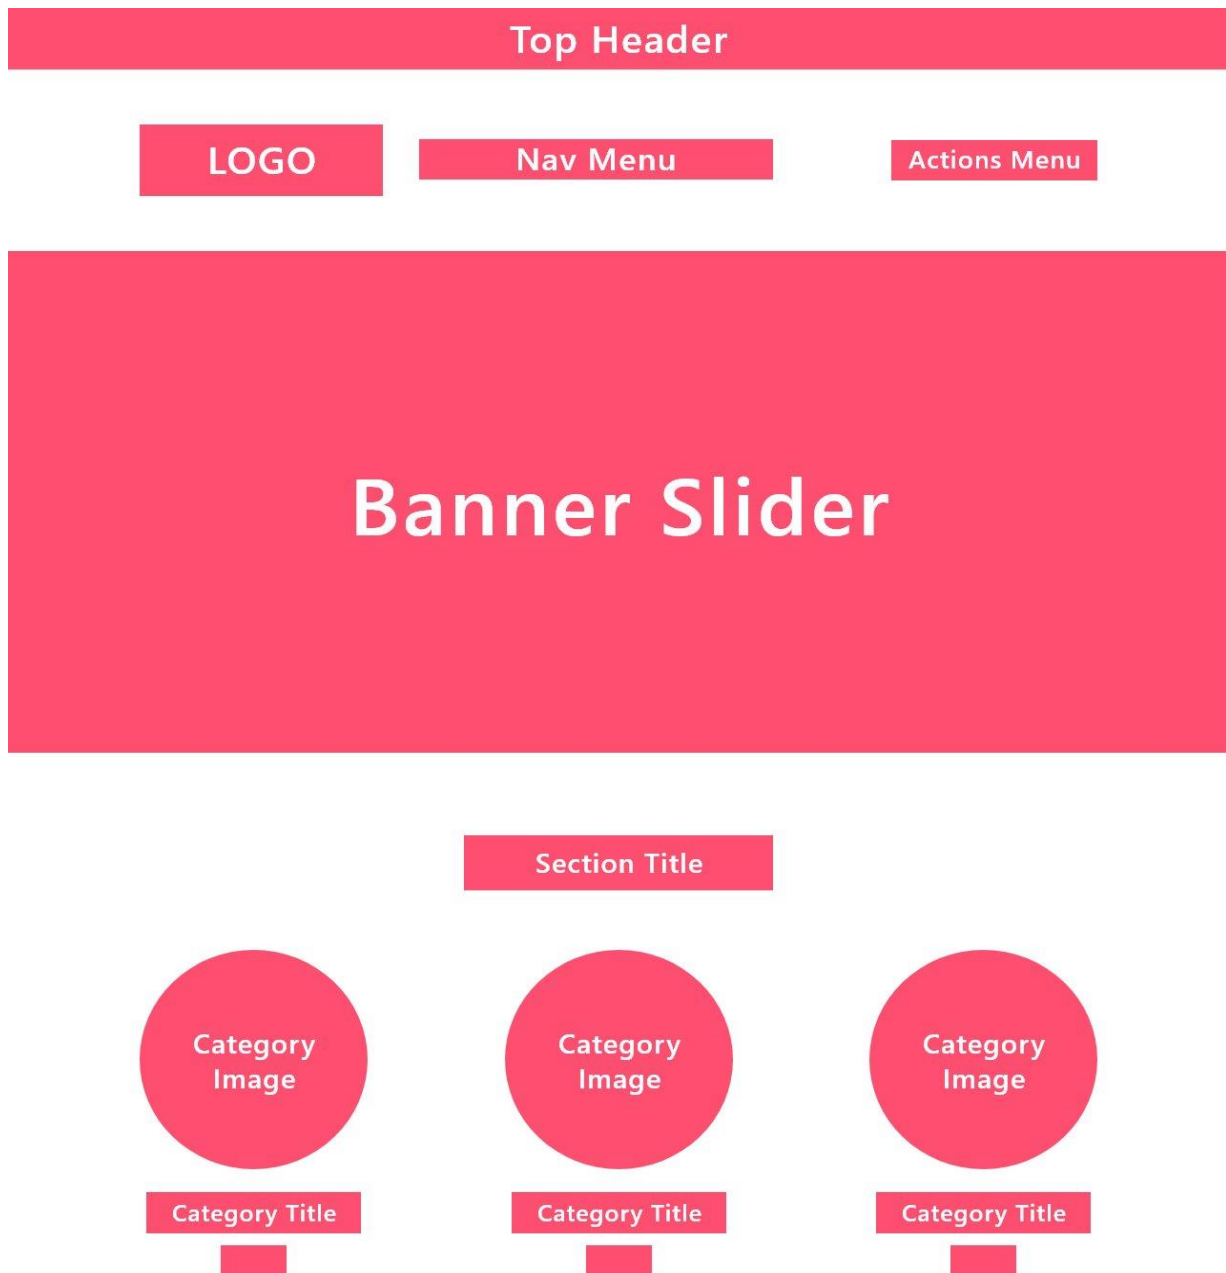 Top Header
LOGO
Nav Menu
Actions Menu
Banner Slider
Section Title
Category
Image
Category
Image
Category
Image
Category Title
Category Title
Category Title